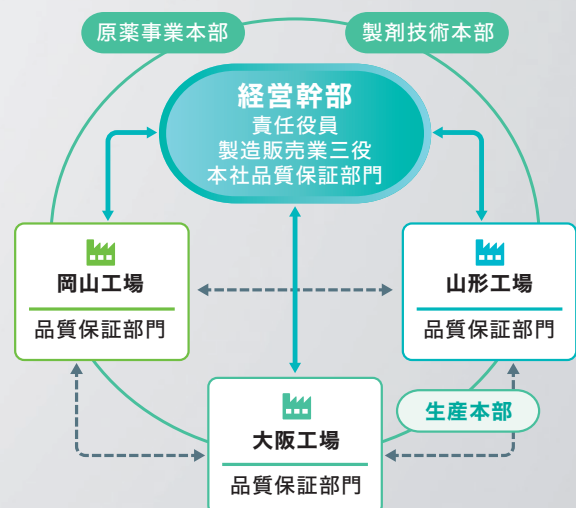 原薬事業本部
製剤技術本部
経営幹部
責任役員
製造販売業三役
本社品質保証部門
岡山工場
品質保証部門
山形工場
品質保証部門
生産本部
大阪工場
品質保証部門